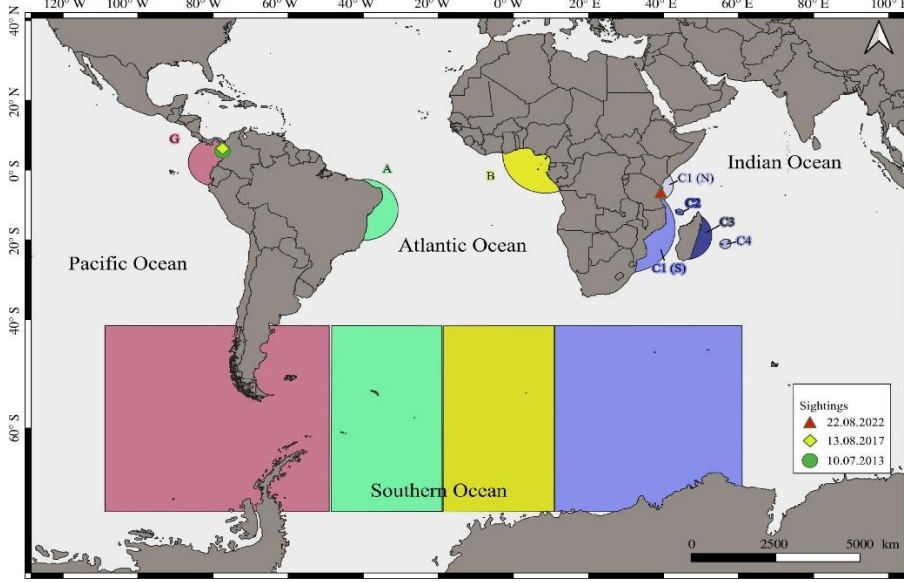 120° W 100° W 80° W 60° W 40° W 20° W 0° W 20° E 40° E 60° E 80° E 100° E
40° N
20° N
0° S
20° S
40° S
60° S
G
A
B
C1 (N)
C2
C3
C4
C1 (S)
Indian Ocean
Atlantic Ocean
Pacific Ocean
Southern Ocean
Sightings
22.08.2022
13.08.2017
10.07.2013
0 2500 5000 km